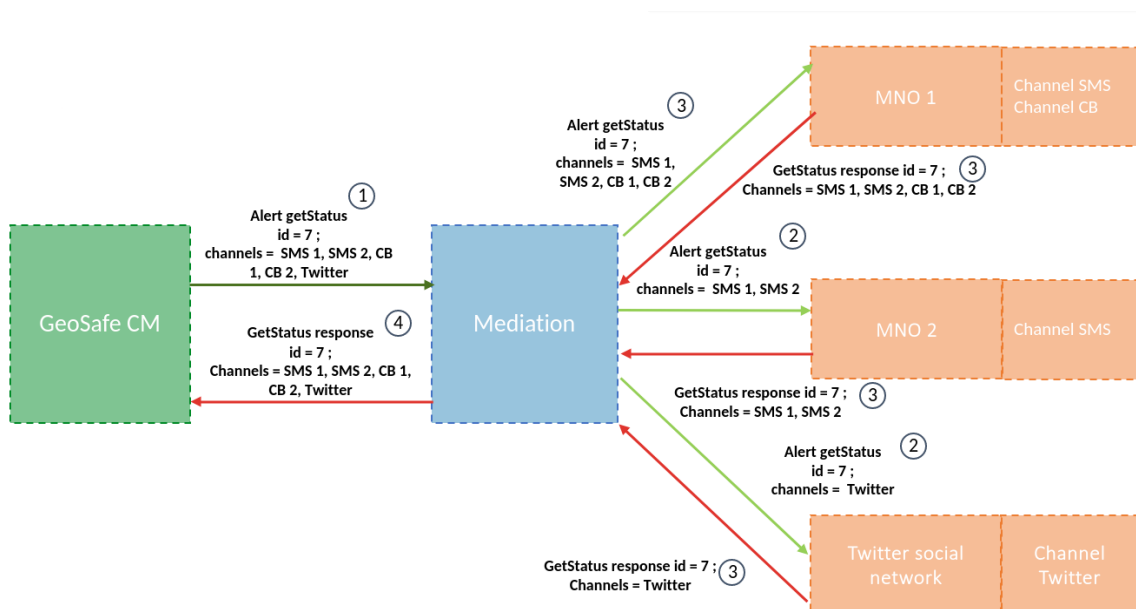 3
Alert getStatus
id = 7 ;
channels =  SMS 1,
SMS 2, CB 1, CB 2
MNO 1
Channel SMS
Channel CB
GetStatus response id = 7 ;
3
Channels = SMS 1, SMS 2, CB 1, CB 2
1
Alert getStatus
id = 7 ;
channels =  SMS 1, SMS 2, CB
1, CB 2, Twitter
2
Alert getStatus
id = 7 ;
channels =  SMS 1, SMS 2
GeoSafe CM
Mediation
MNO 2
Channel SMS
4
GetStatus response
id = 7 ;
Channels = SMS 1, SMS 2, CB 1,
CB 2, Twitter
GetStatus response id = 7 ;
3
Channels = SMS 1, SMS 2
2
Alert getStatus
id = 7 ;
channels =  Twitter
GetStatus response id = 7 ;
3
Channels = Twitter
Twitter social
network
Channel
Twitter